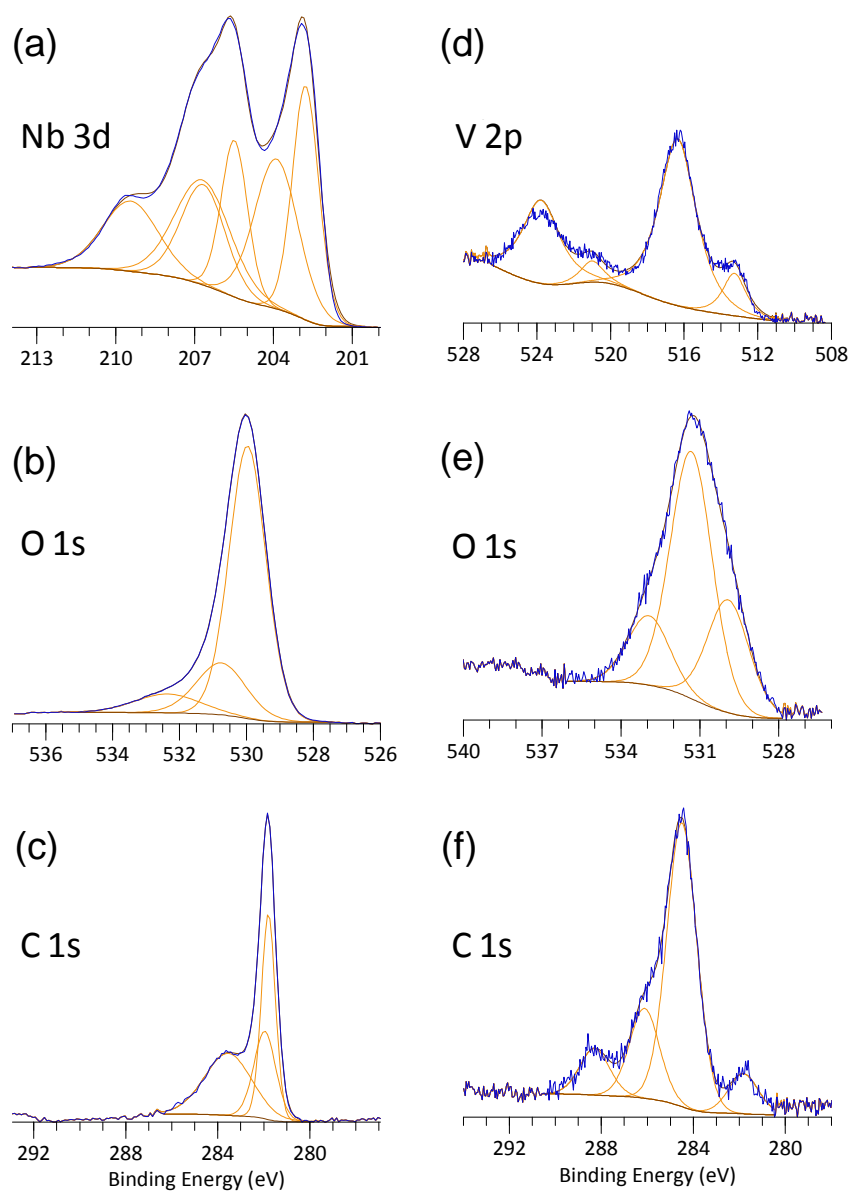 (a)
Nb 3d
213 210 207 204 201
(d)
V 2p
528 524 520 516 512 508
(b)
O 1s
536 534 532 530 528 526
(e)
O 1s
540 537 534 531 528
(c)
C 1s
292 288 284 280
Binding Energy (eV)
(f)
C 1s
292 288 284 280
Binding Energy (eV)